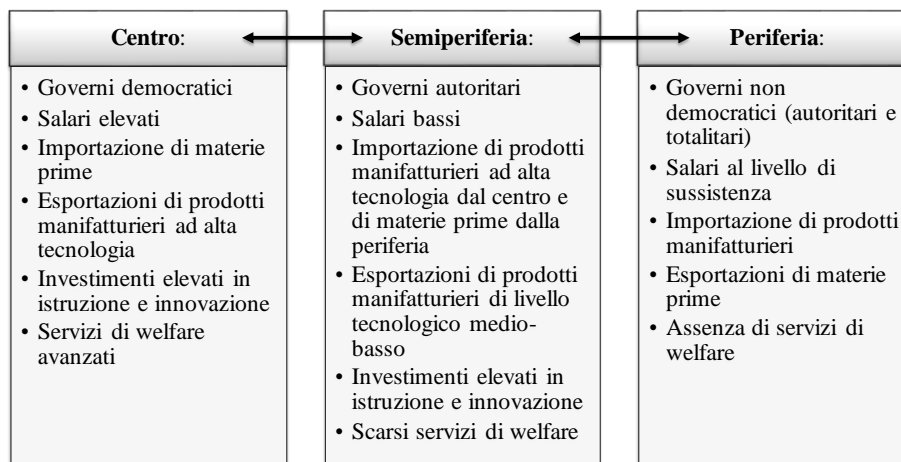 Centro:
• Governi democratici
• Salari elevati
• Importazione di materie
prime
• Esportazioni di prodotti
manifatturieri ad alta
tecnologia
• Investimenti elevati in
istruzione e innovazione
• Servizi di welfare
avanzati
Semiperiferia:
• Governi autoritari
• Salari bassi
• Importazione di prodotti
manifatturieri ad alta
tecnologia dal centro e
di materie prime dalla
periferia
• Esportazioni di prodotti
manifatturieri di livello
tecnologico medio-
basso
• Investimenti elevati in
istruzione e innovazione
• Scarsi servizi di welfare
Periferia:
• Governi non
democratici (autoritari e
totalitari)
• Salari al livello di
sussistenza
• Importazione di prodotti
manifatturieri
• Esportazioni di materie
prime
• Assenza di servizi di
welfare